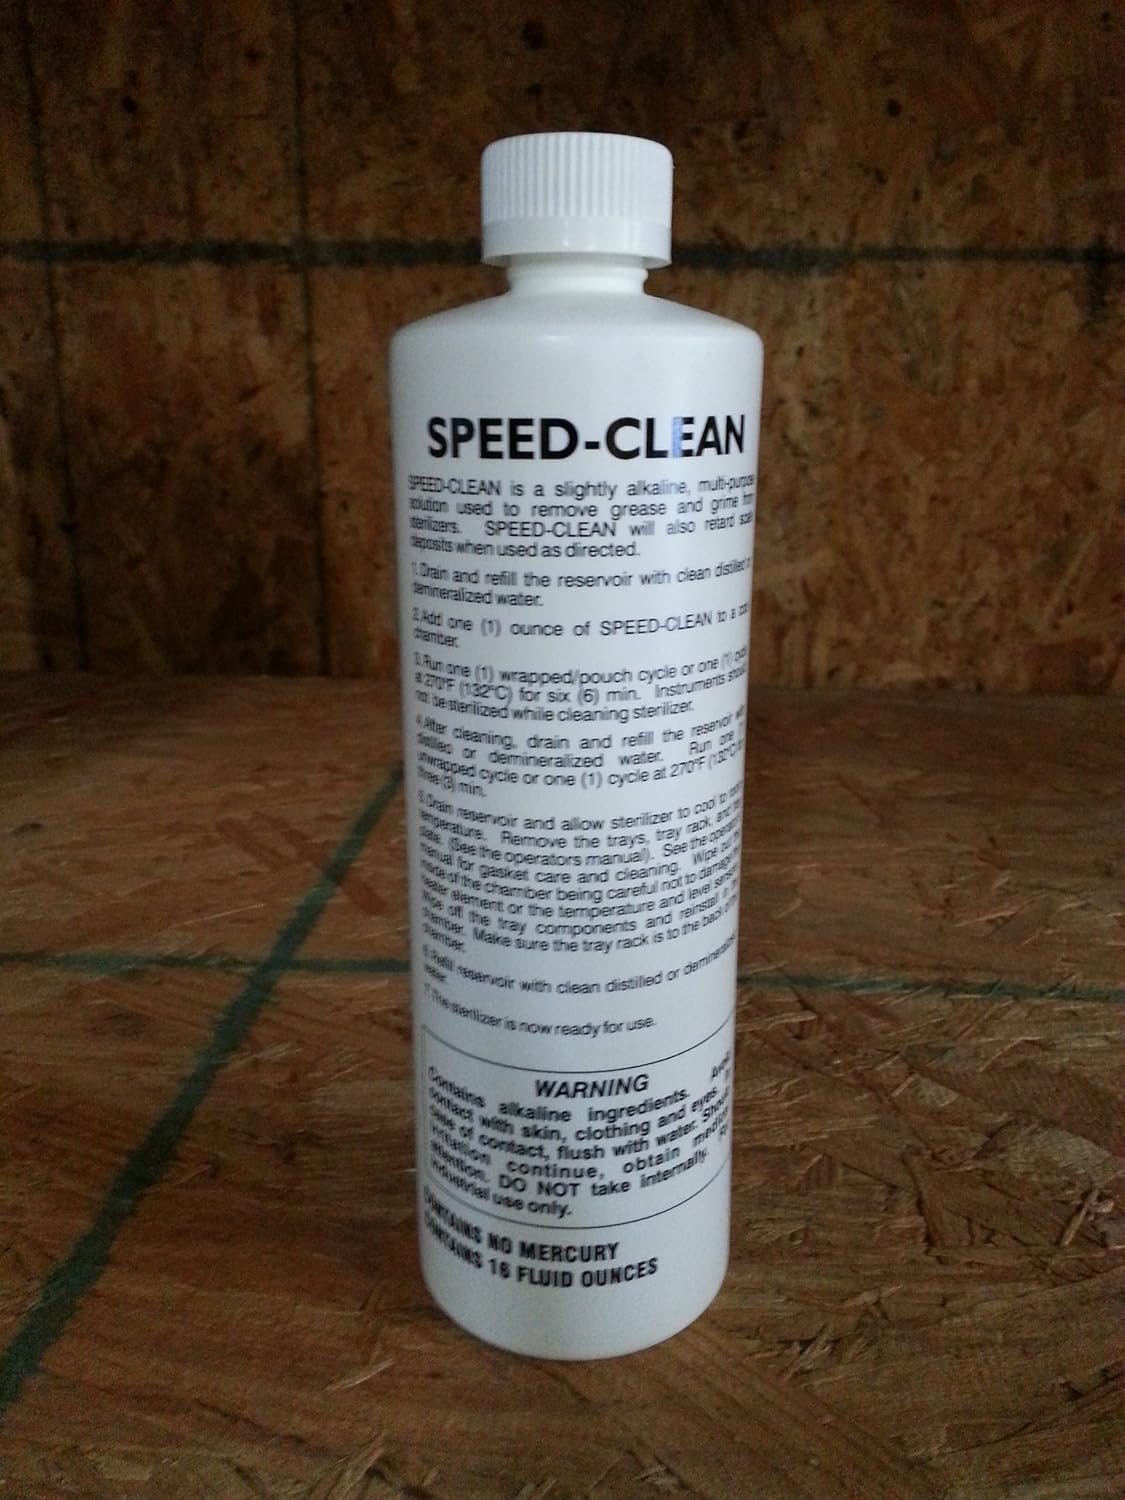 SPEED-CLEAN
SPEED-CLEAN is a slightly alkaline, multi-purpose
solution used to remove grease and grime from
sterilizers. SPEED-CLEAN will also retard scale
deposits when used as directed.
1. Drain and refill the reservoir with clean distilled or
demineralized water.
2. Add one (1) ounce of SPEED-CLEAN to a cool
chamber.
3. Run one (1) wrapped/pouch cycle or one (1) cycle
at 270°F (132°C) for six (6) min. Instruments should
not be sterilized while cleaning sterilizer.
4. After cleaning, drain and refill the reservoir with
distilled or demineralized water. Run one
unwrapped cycle or one (1) cycle at 270°F (132°C) for
three (3) min.
5. Drain reservoir and allow sterilizer to cool to room
temperature. Remove the trays, tray rack, and
plate. (See the operators manual). See the operators
manual for gasket care and cleaning. Wipe out the
inside of the chamber being careful not to damage the
heater element or the temperature and level sensors
Wipe off the tray components and reinstall in the
chamber. Make sure the tray rack is to the back of the
chamber.
6. Refill reservoir with clean distilled or demineralized
water.
7. The sterilizer is now ready for use.
WARNING
Contains alkaline ingredients. Avoid
contact with skin, clothing and eyes. In
case of contact, flush with water. Should
irritation continue, obtain medical
attention. DO NOT take internally. For
industrial use only.
CONTAINS NO MERCURY
CONTAINS 16 FLUID OUNCES